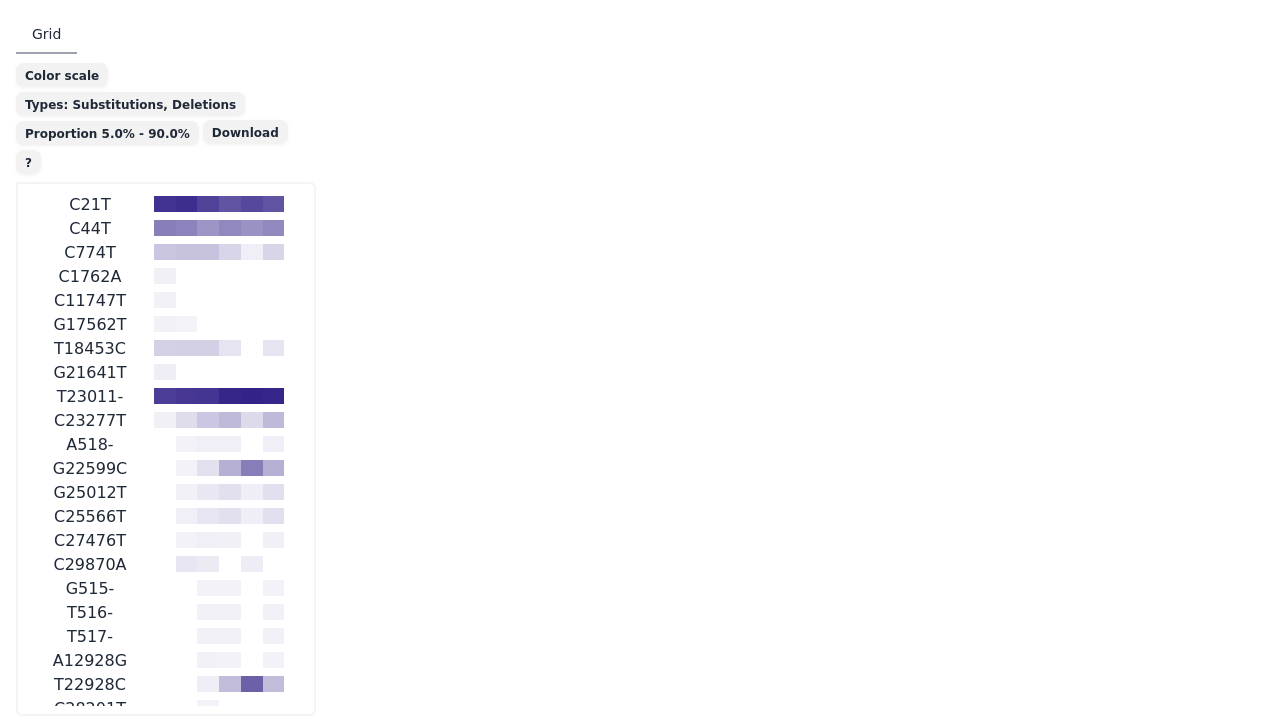 Grid
Color scale
Types: Substitutions, Deletions
Proportion 5.0% - 90.0%
Download
?
C21T
C44T
C774T
C1762A
C11747T
G17562T
T18453C
G21641T
T23011-
C23277T
A518-
G22599C
G25012T
C25566T
C27476T
C29870A
G515-
T516-
T517-
A12928G
T22928C